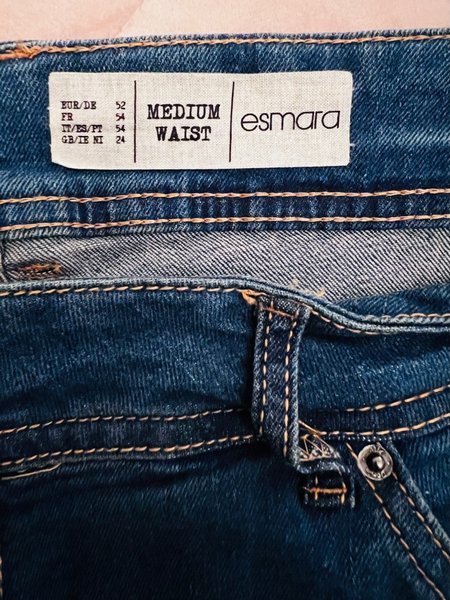 EUR/DE 52
FR 54
IT/ES/PT 54
GB/IE NI 24
MEDIUM
WAIST
esmara